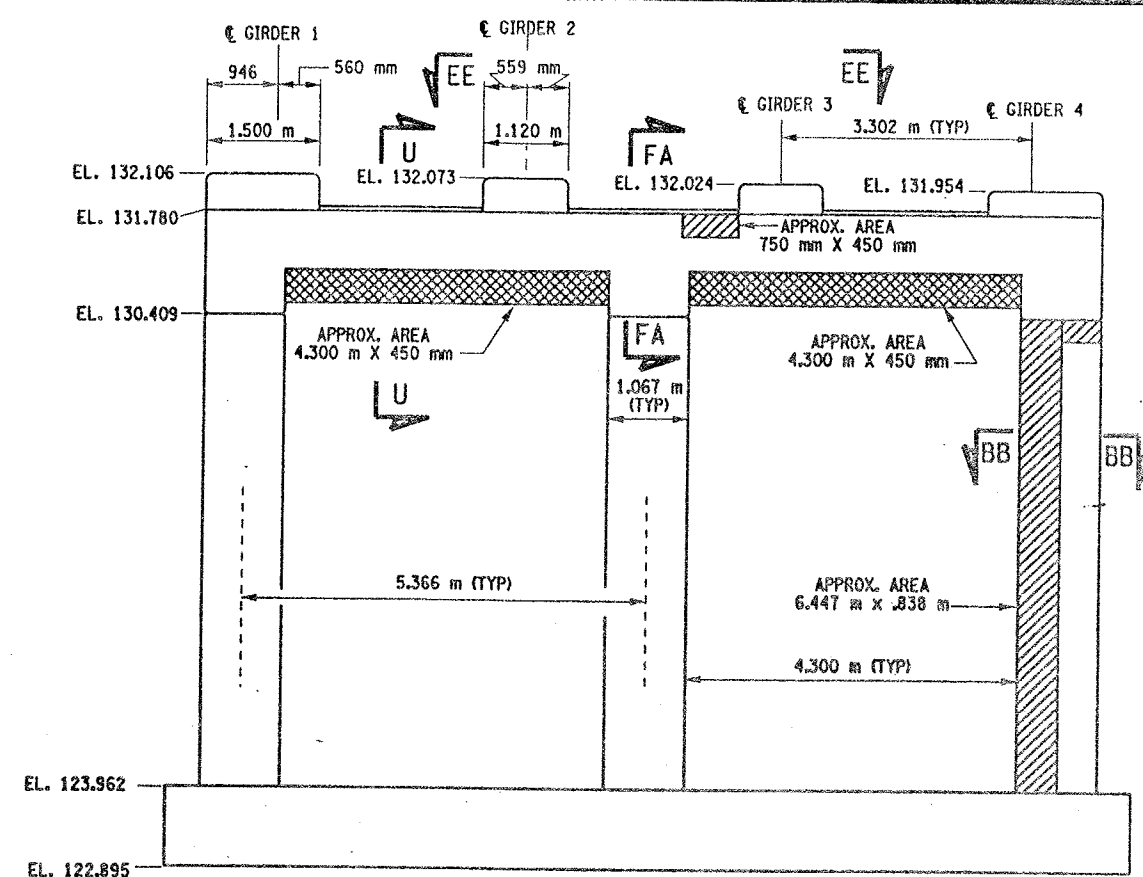 ℄ GIRDER 1
℄ GIRDER 2
946
560 mm
EE
559 mm
EE
℄ GIRDER 3
℄ GIRDER 4
1.500 m
U
1.120 m
FA
3.302 m (TYP)
EL. 132.106
EL. 132.073
EL. 132.024
EL. 131.954
EL. 131.780
APPROX. AREA
750 mm X 450 mm
EL. 130.409
APPROX. AREA
4.300 m X 450 mm
FA
APPROX. AREA
4.300 m X 450 mm
U
1.067 m
(TYP)
BB
BB
5.366 m (TYP)
APPROX. AREA
6.447 m x .838 m
4.300 m (TYP)
EL. 123.962
EL. 122.895